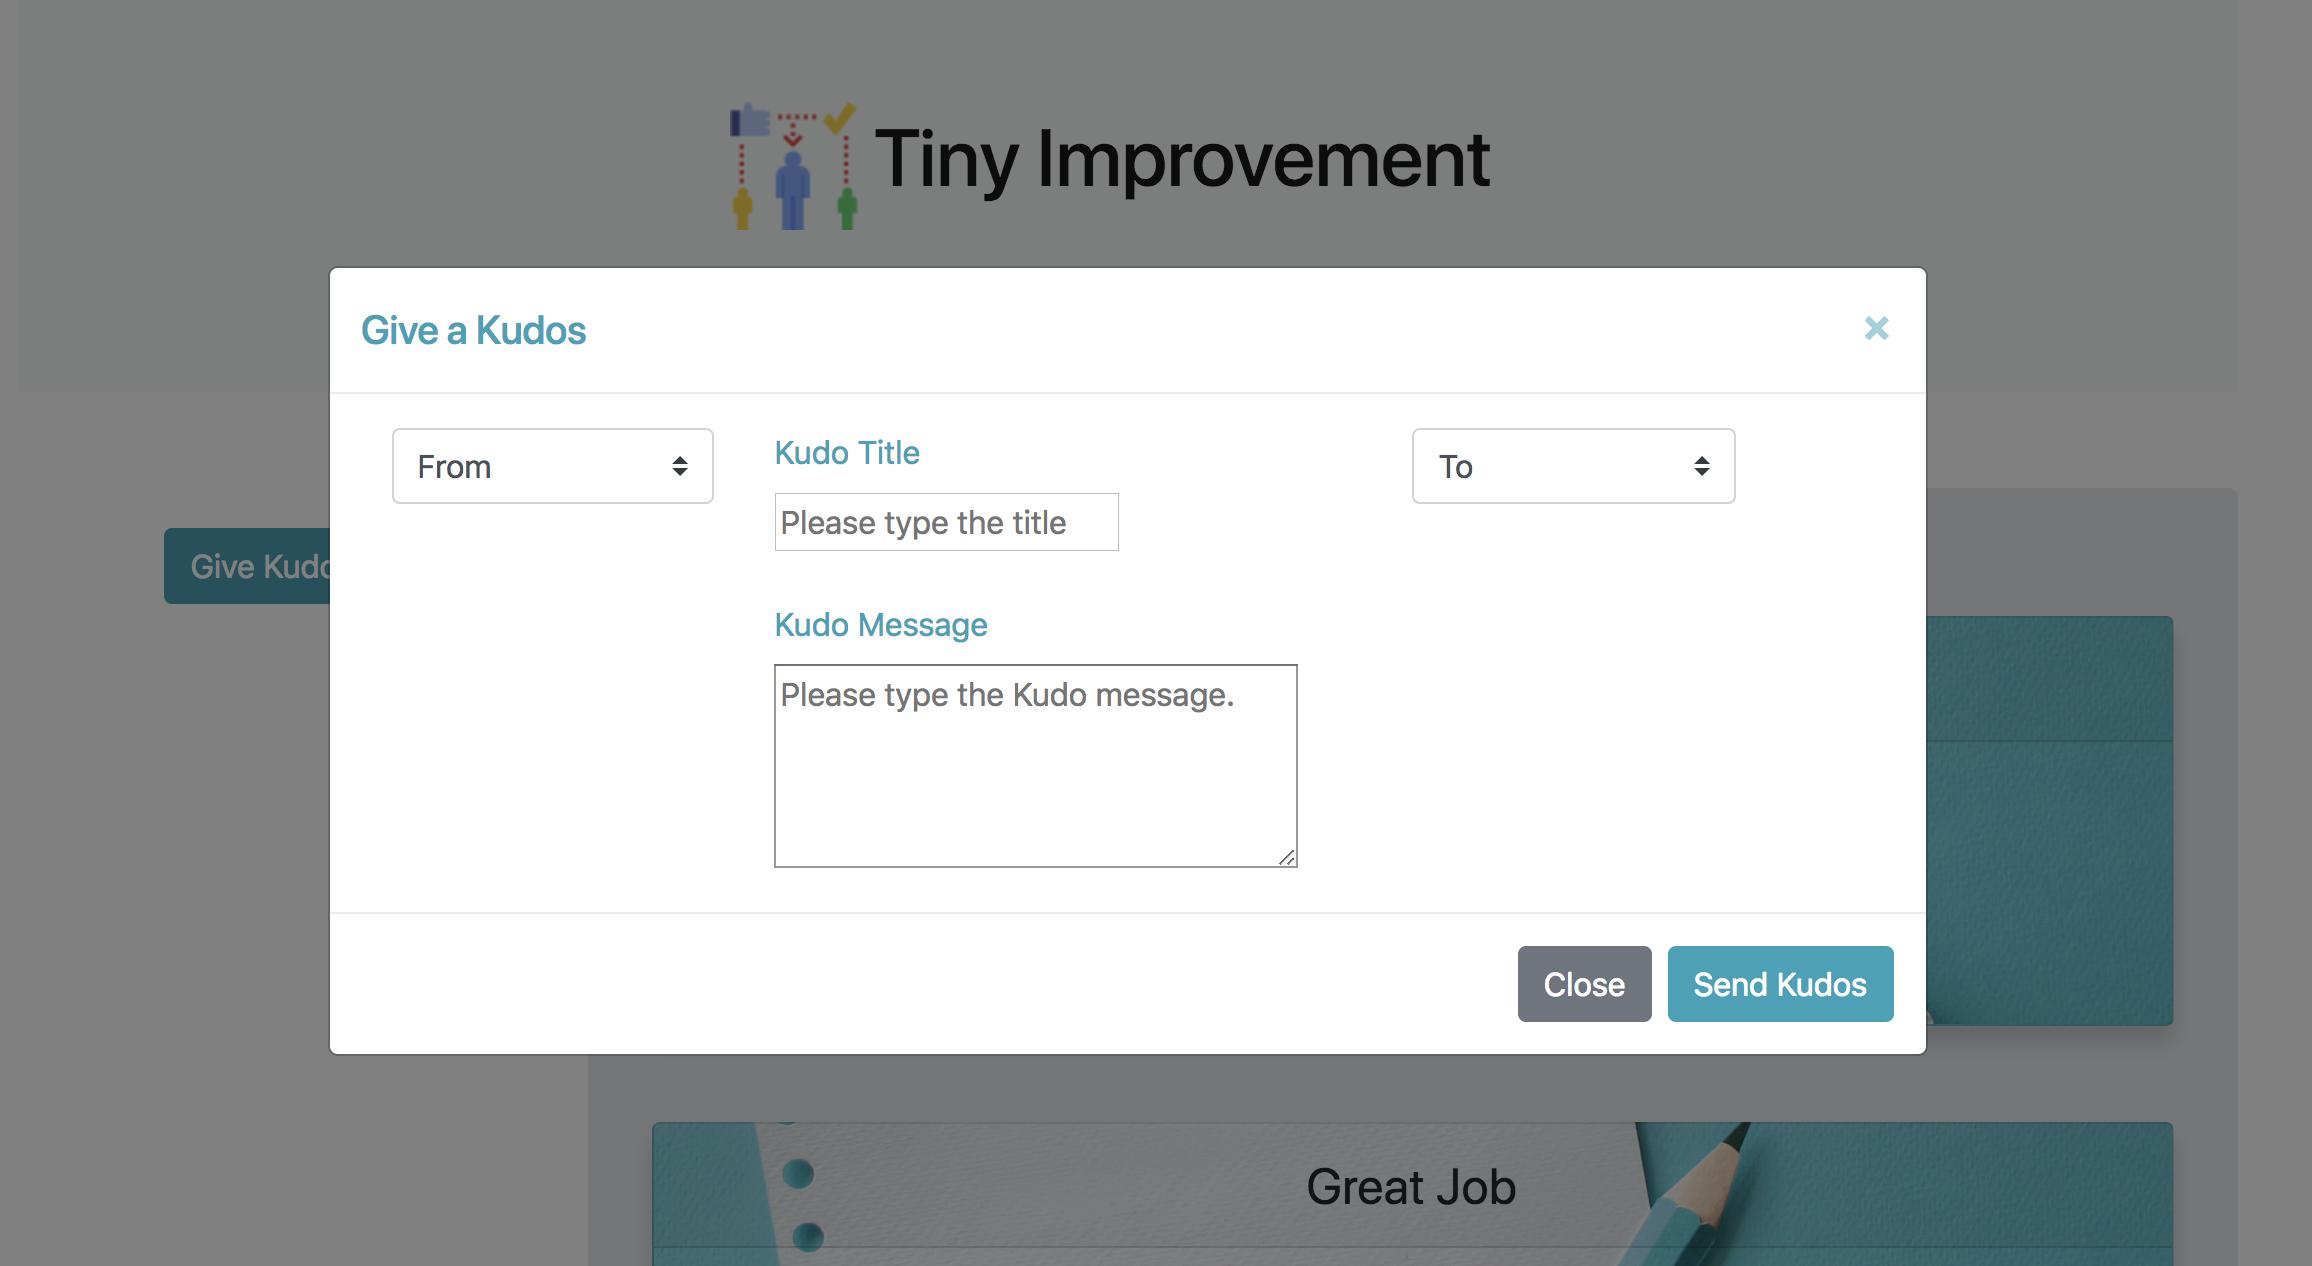 Tiny Improvement
Give a Kudos
×
From
Kudo Title
To
Please type the title
Give
Kudo Message
Please type the Kudo message.
Close
Send Kudos
Great Job